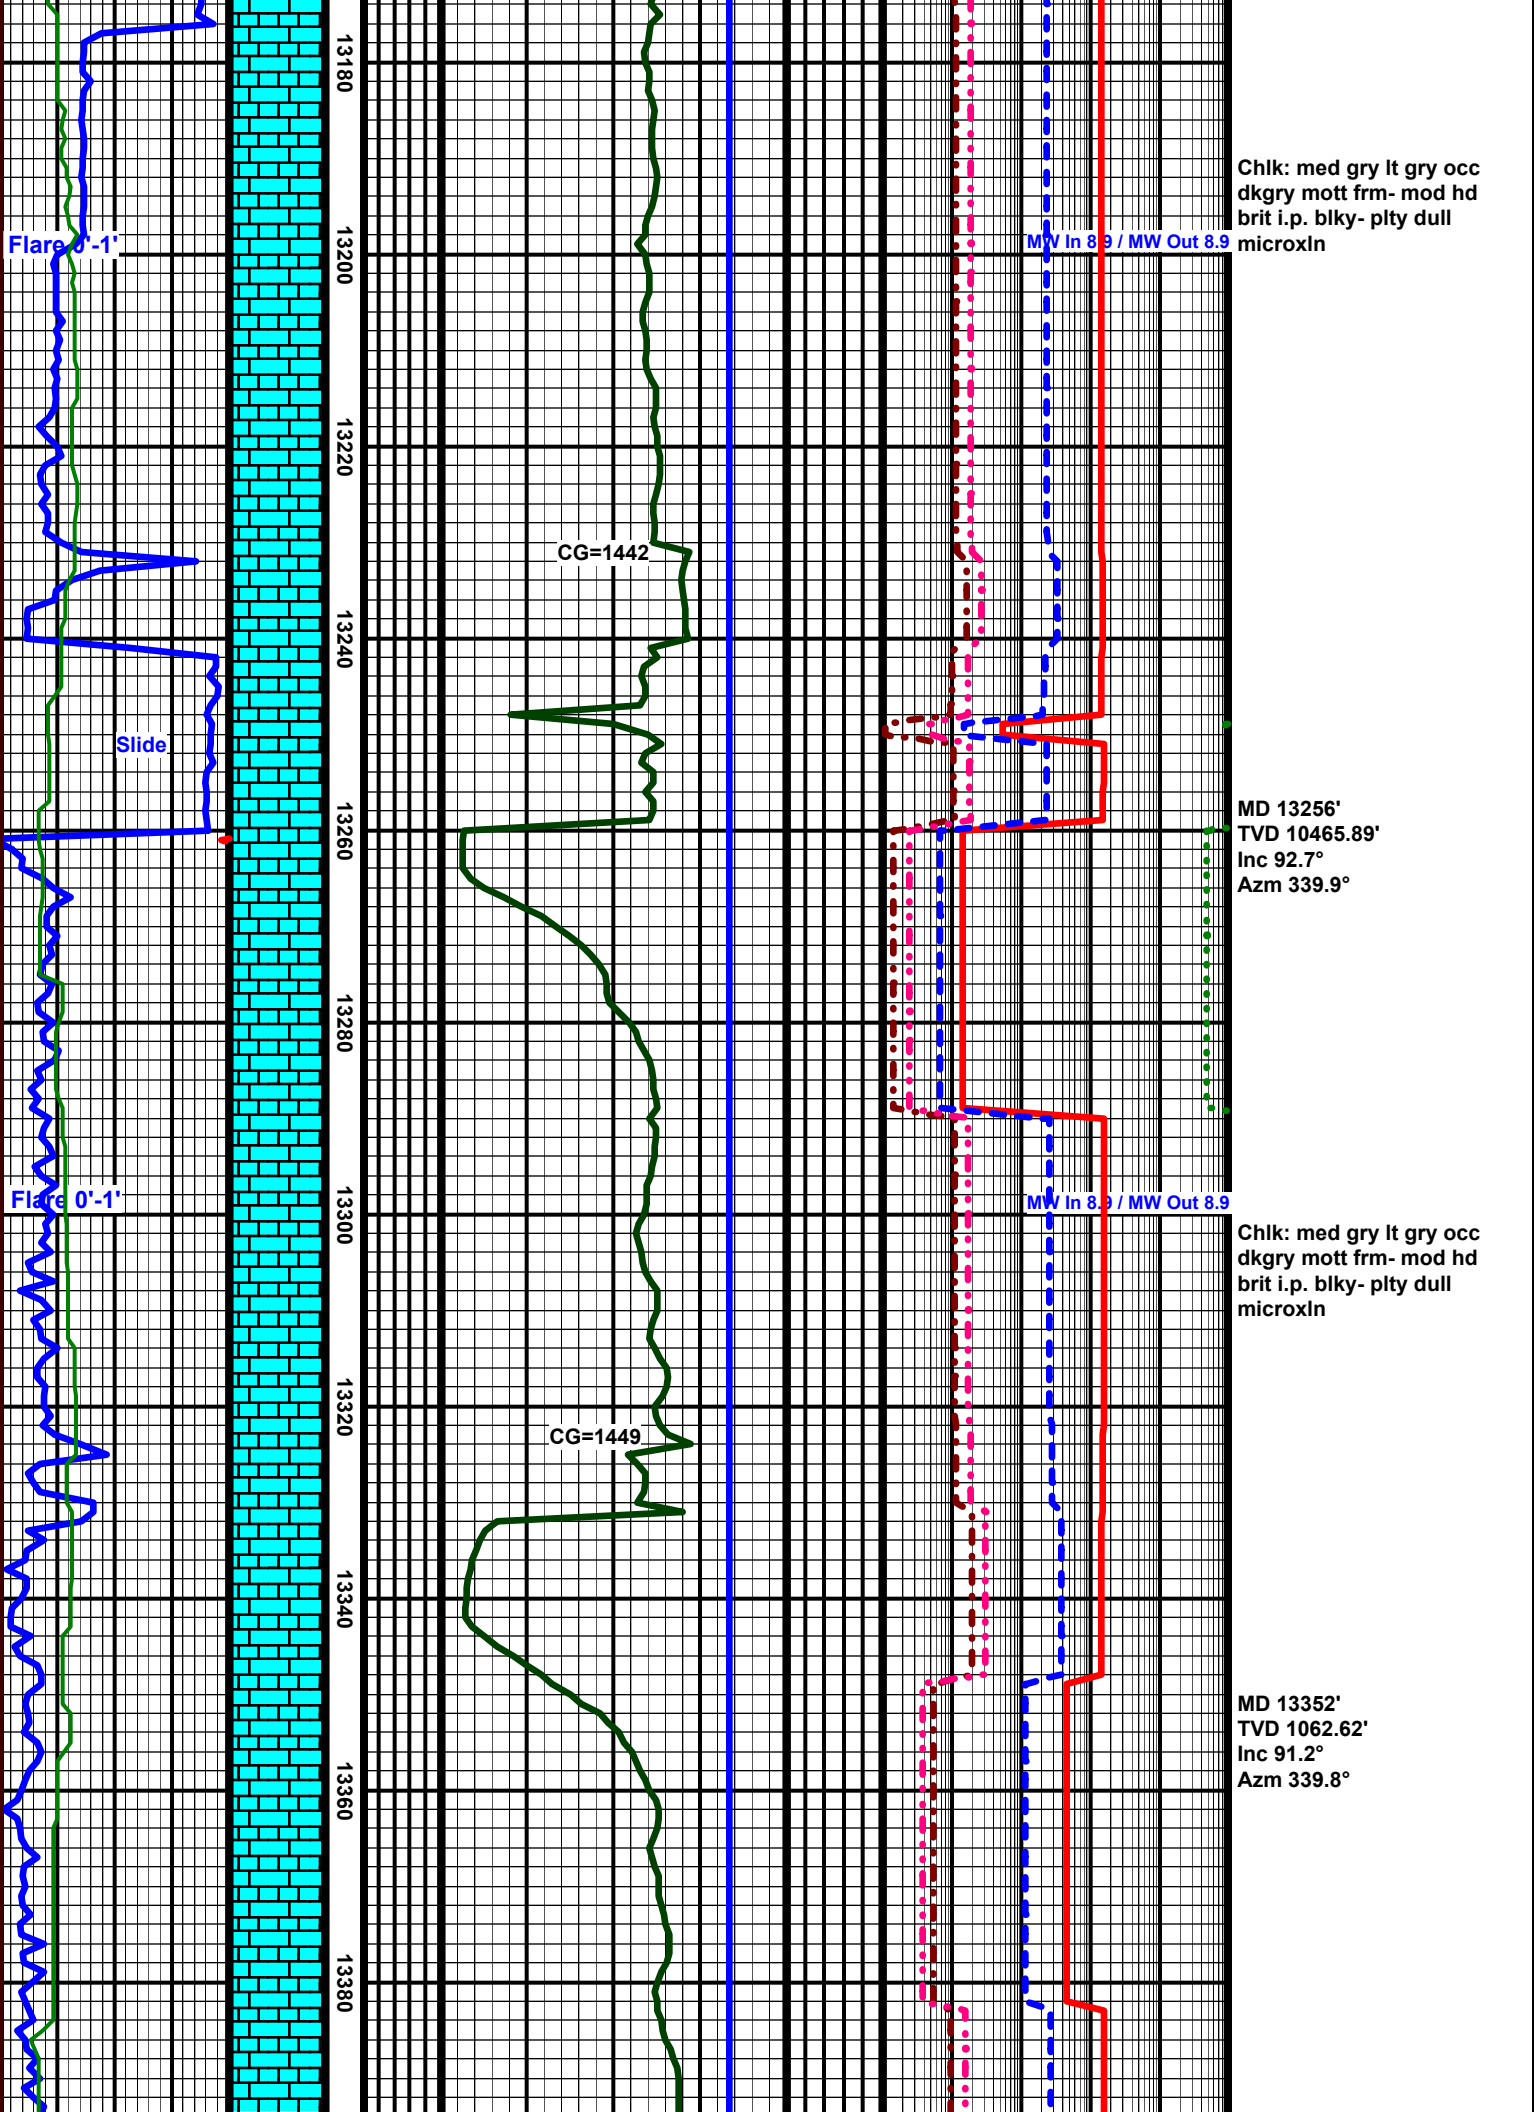 13180
Chlk: med gry lt gry occ
dkgry mott frm- mod hd
brit i.p. blky- plty dull
microxln
Flare 0'-1'
MW In 8.9 / MW Out 8.9
13200
13220
CG=1442
13240
Slide
MD 13256'
TVD 10465.89'
Inc 92.7°
Azm 339.9°
13260
13280
Flare 0'-1'
MW In 8.9 / MW Out 8.9
13300
Chlk: med gry lt gry occ
dkgry mott frm- mod hd
brit i.p. blky- plty dull
microxln
13320
CG=1449
13340
MD 13352'
TVD 1062.62'
Inc 91.2°
Azm 339.8°
13360
13380